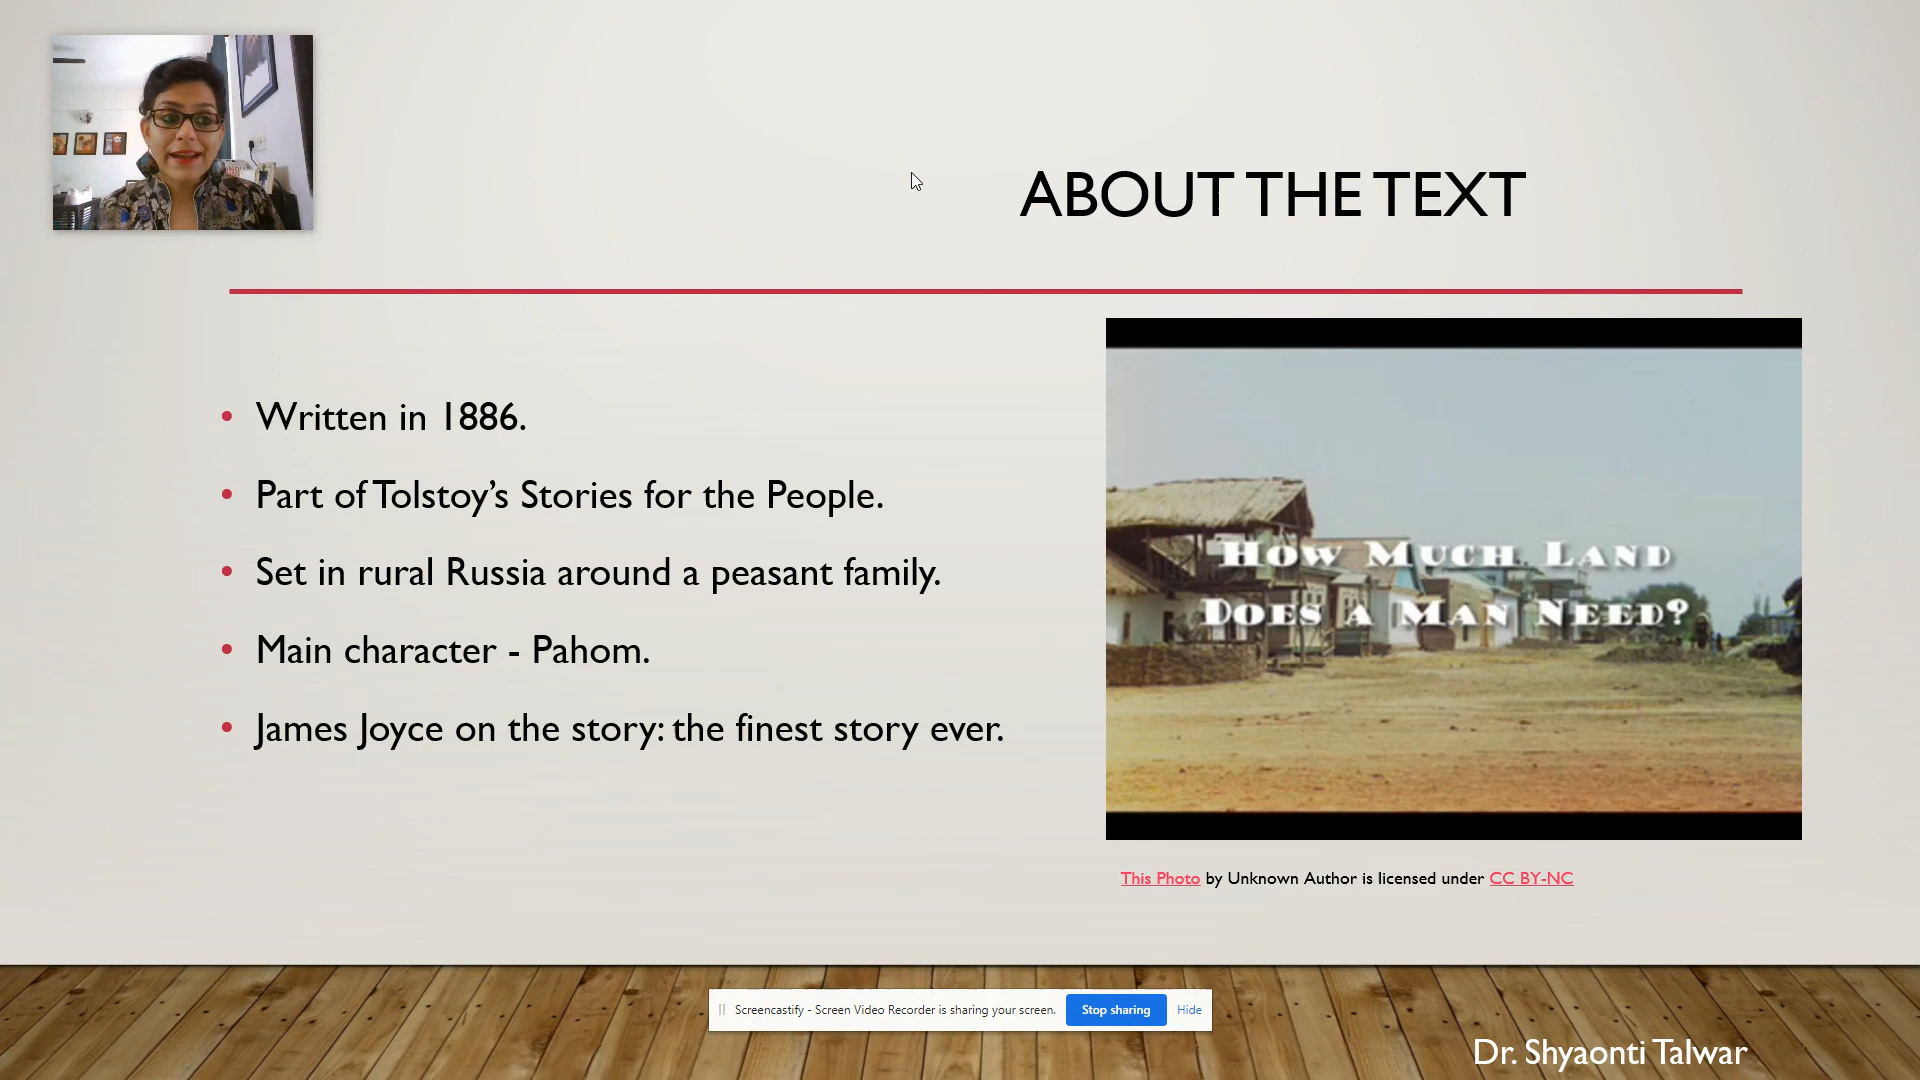 ABOUT THE TEXT
• Written in 1886.
• Part of Tolstoy’s Stories for the People.
• Set in rural Russia around a peasant family.
• Main character - Pahom.
• James Joyce on the story: the finest story ever.
HOW MUCH LAND
DOES A MAN NEED?
This Photo by Unknown Author is licensed under CC BY-NC
Screencastify - Screen Video Recorder is sharing your screen. Stop sharing Hide
Dr. Shyaonti Talwar